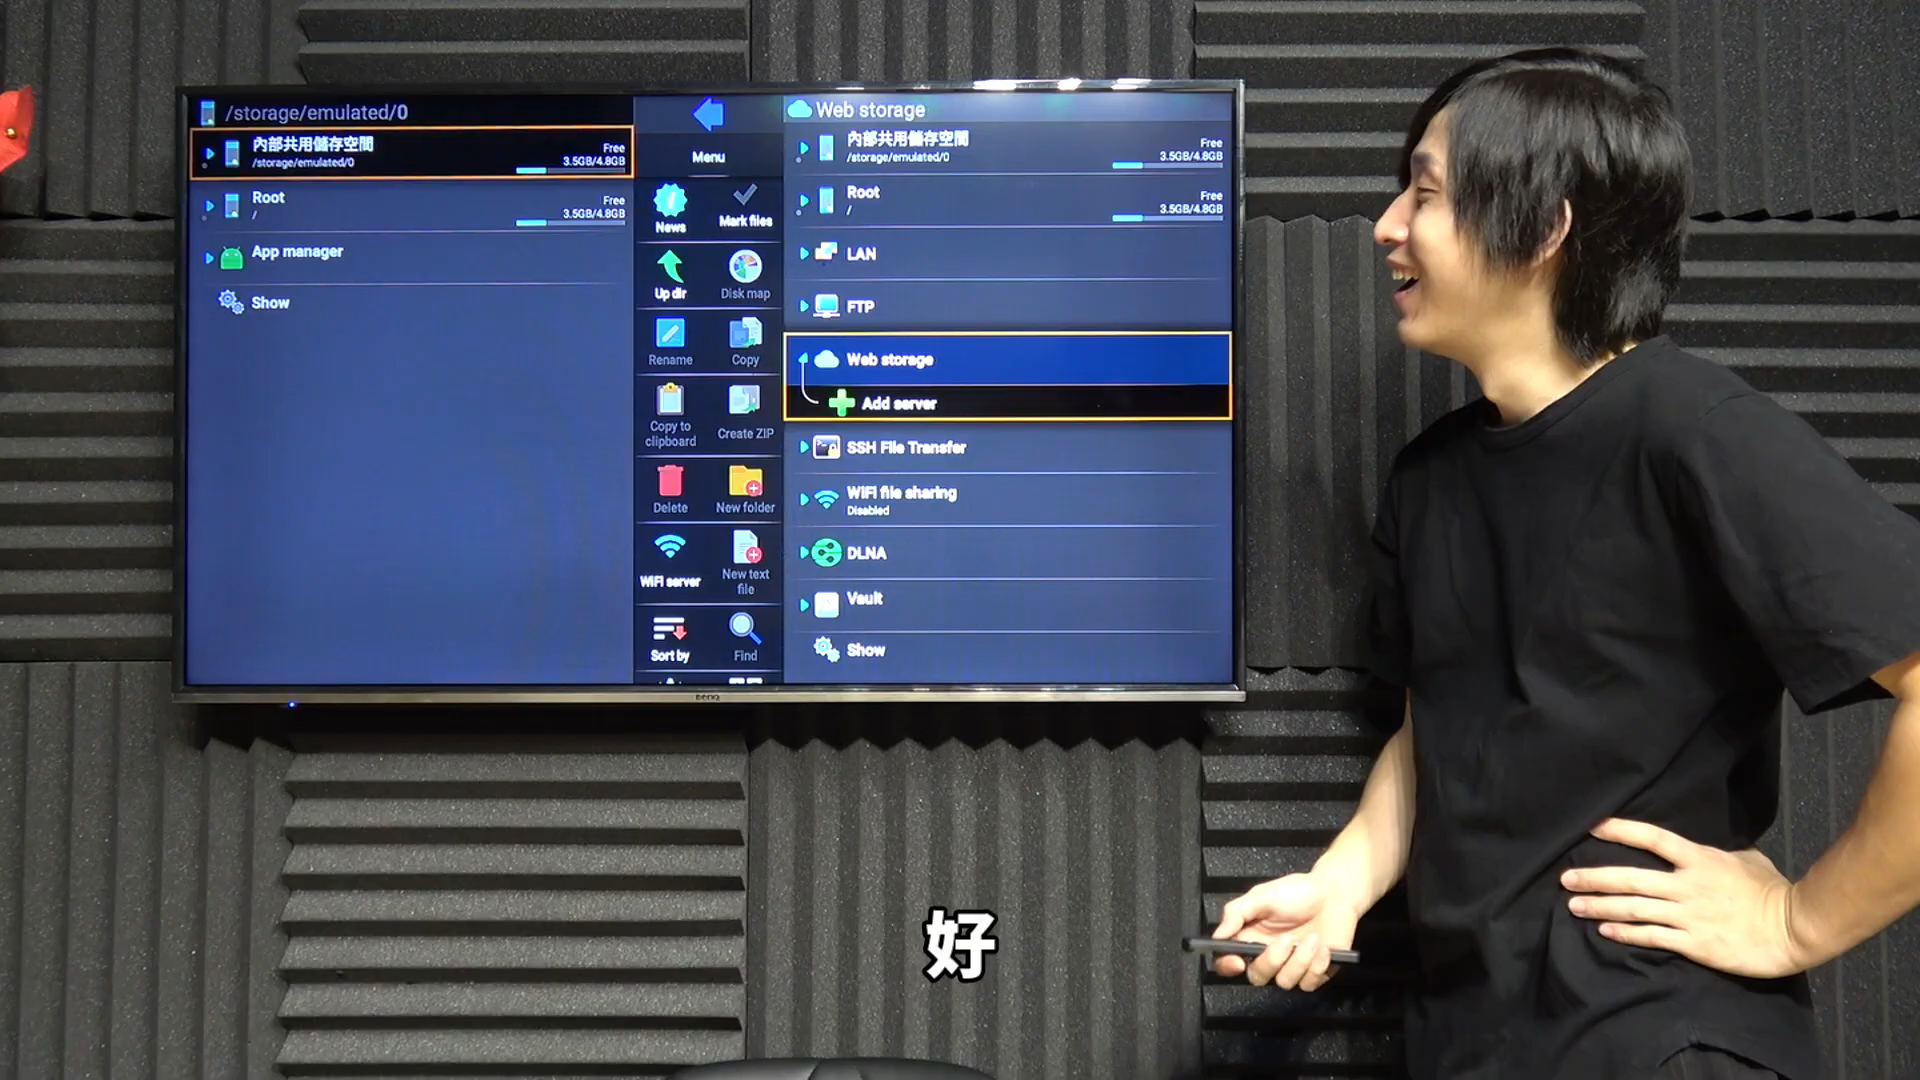 /storage/emulated/0
內部共用儲存空間
/storage/emulated/0
Free
3.5GB/4.8GB
Root
/
Free
3.5GB/4.8GB
App manager
Show
Menu
News
Mark files
Up dir
Disk map
Rename
Copy
Copy to
clipboard
Create ZIP
Delete
New folder
WiFi server
New text
file
Sort by
Find
Web storage
內部共用儲存空間
/storage/emulated/0
Free
3.5GB/4.8GB
Root
/
Free
3.5GB/4.8GB
LAN
FTP
Web storage
Add server
SSH File Transfer
WiFi file sharing
Disabled
DLNA
Vault
Show
BenQ
好